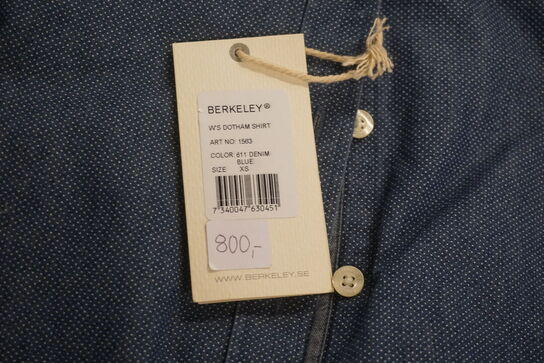 BERKELEY®
W'S DOTHAM SHIRT
ART NO: 1563
COLOR: 611 DENIM
BLUE
SIZE XS
7 340047 630451
800,-
WWW.BERKELEY.SE